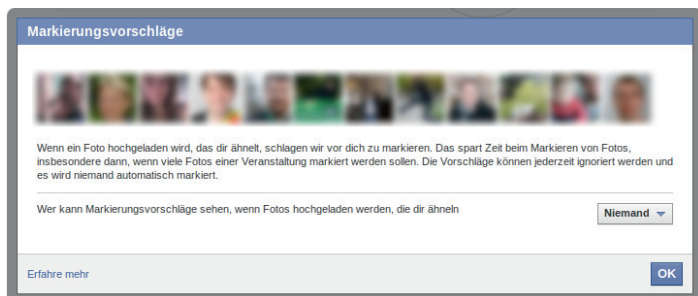 Markierungsvorschläge
Wenn ein Foto hochgeladen wird, das dir ähnelt, schlagen wir vor dich zu markieren. Das spart Zeit beim Markieren von Fotos,
insbesondere dann, wenn viele Fotos einer Veranstaltung markiert werden sollen. Die Vorschläge können jederzeit ignoriert werden und
es wird niemand automatisch markiert.
Wer kann Markierungsvorschläge sehen, wenn Fotos hochgeladen werden, die dir ähneln
Niemand
Erfahre mehr
OK